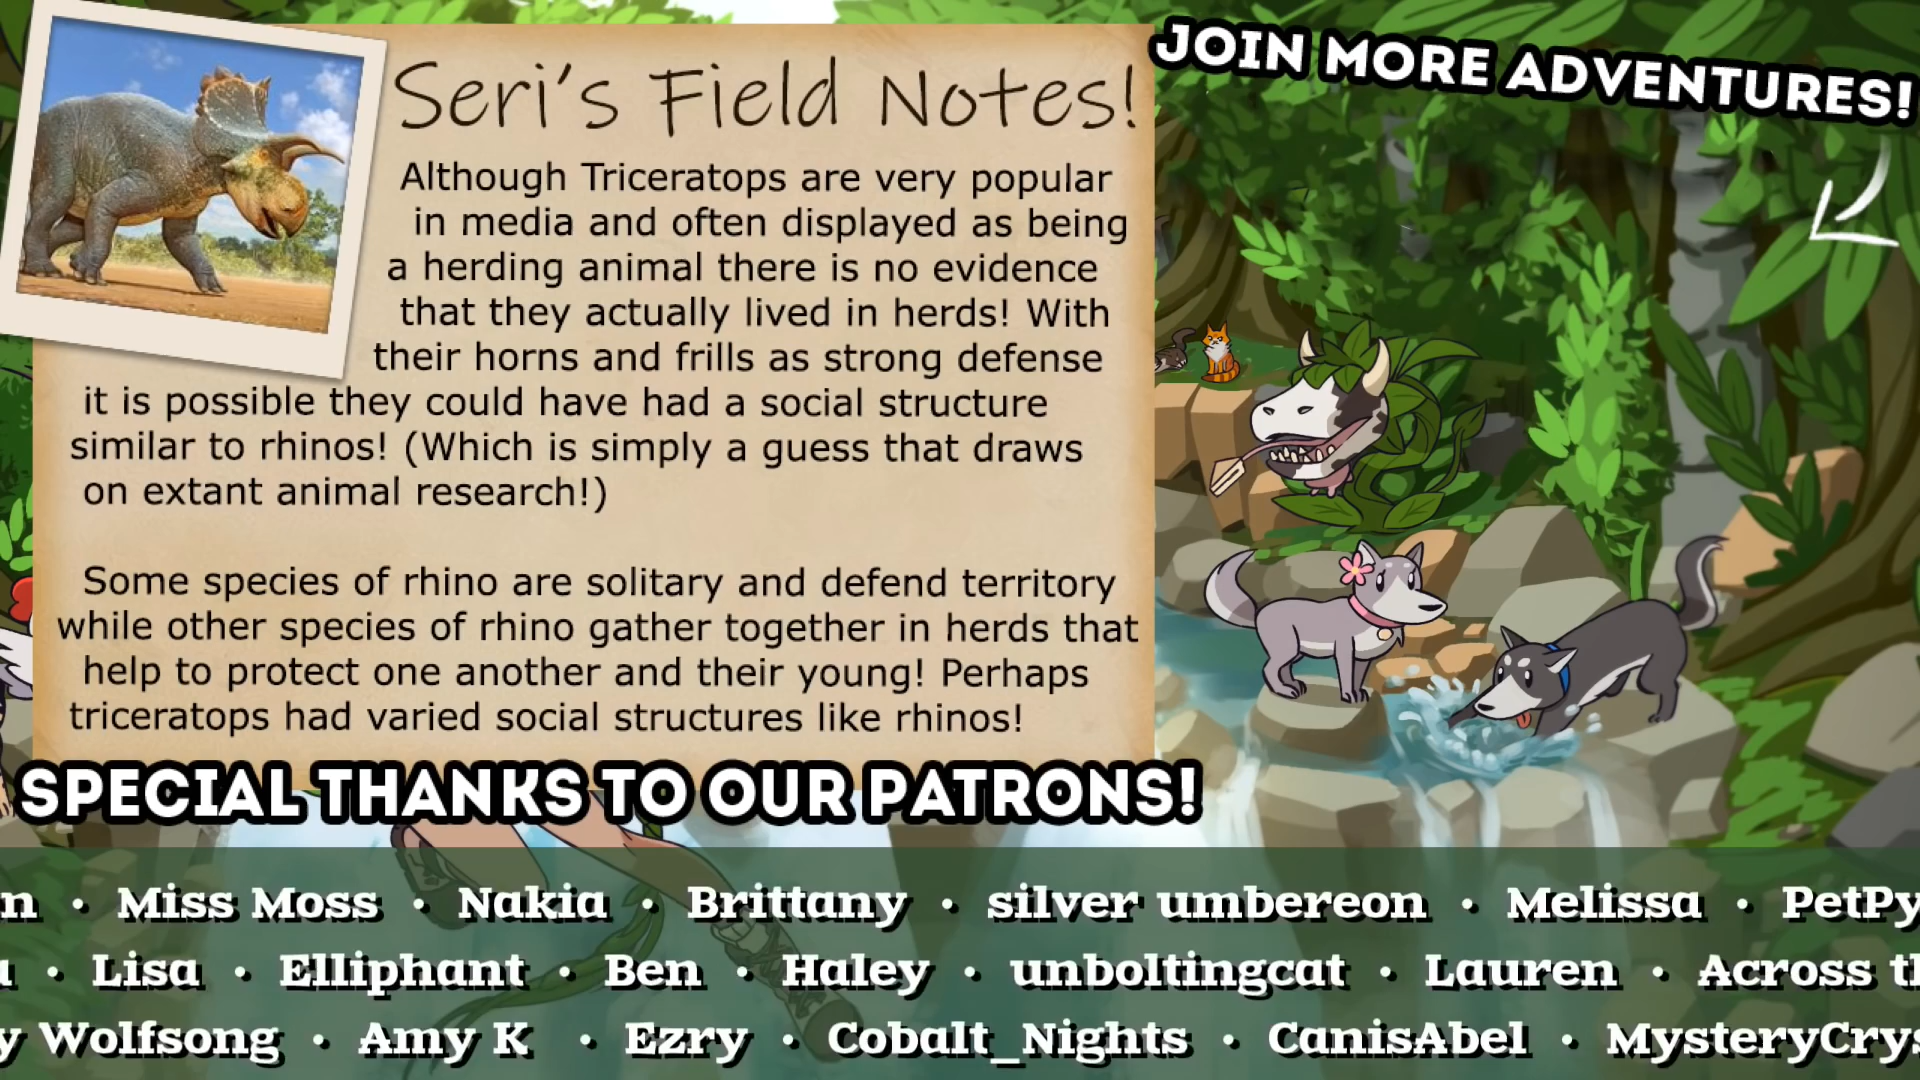 Seri's Field Notes!
JOIN MORE ADVENTURES!
Although Triceratops are very popular
in media and often displayed as being
a herding animal there is no evidence
that they actually lived in herds! With
their horns and frills as strong defense
it is possible they could have had a social structure
similar to rhinos! (Which is simply a guess that draws
on extant animal research!)
Some species of rhino are solitary and defend territory
while other species of rhino gather together in herds that
help to protect one another and their young! Perhaps
triceratops had varied social structures like rhinos!
SPECIAL THANKS TO OUR PATRONS!
n • Miss Moss • Nakia • Brittany • silver umbereon • Melissa • PetPy
• Lisa • Elliphant • Ben • Haley • unboltingcat • Lauren • Across
y Wolfsong • Amy K • Ezry • Cobalt_Nights • CanisAbel • MysteryCrys